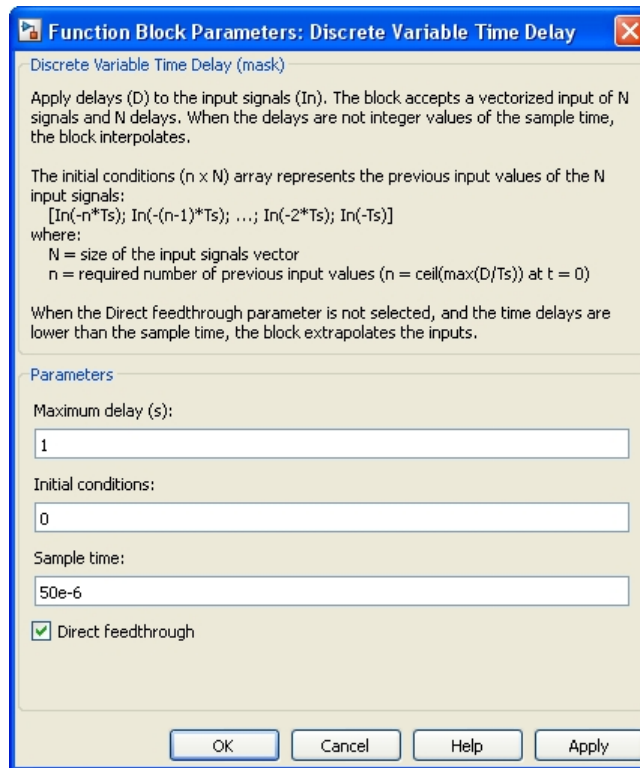 Function Block Parameters: Discrete Variable Time Delay
Discrete Variable Time Delay (mask)
Apply delays (D) to the input signals (In). The block accepts a vectorized input of N
signals and N delays. When the delays are not integer values of the sample time,
the block interpolates.
The initial conditions (n x N) array represents the previous input values of the N
input signals:
[In(-n*Ts); In(-(n-1)*Ts); ...; In(-2*Ts); In(-Ts)]
where:
N = size of the input signals vector
n = required number of previous input values (n = ceil(max(D/Ts)) at t = 0)
When the Direct feedthrough parameter is not selected, and the time delays are
lower than the sample time, the block extrapolates the inputs.
Parameters
Maximum delay (s):
1
Initial conditions:
0
Sample time:
50e-6
Direct feedthrough
OK Cancel Help Apply